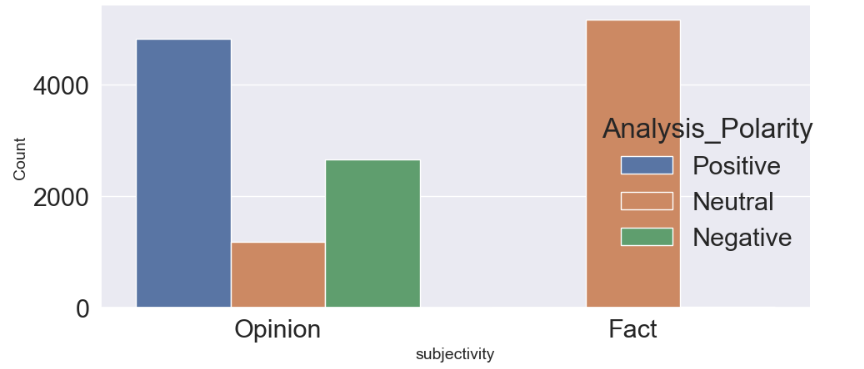 4000
2000
0
Count
Opinion
Fact
subjectivity
Analysis_Polarity
Positive
Neutral
Negative